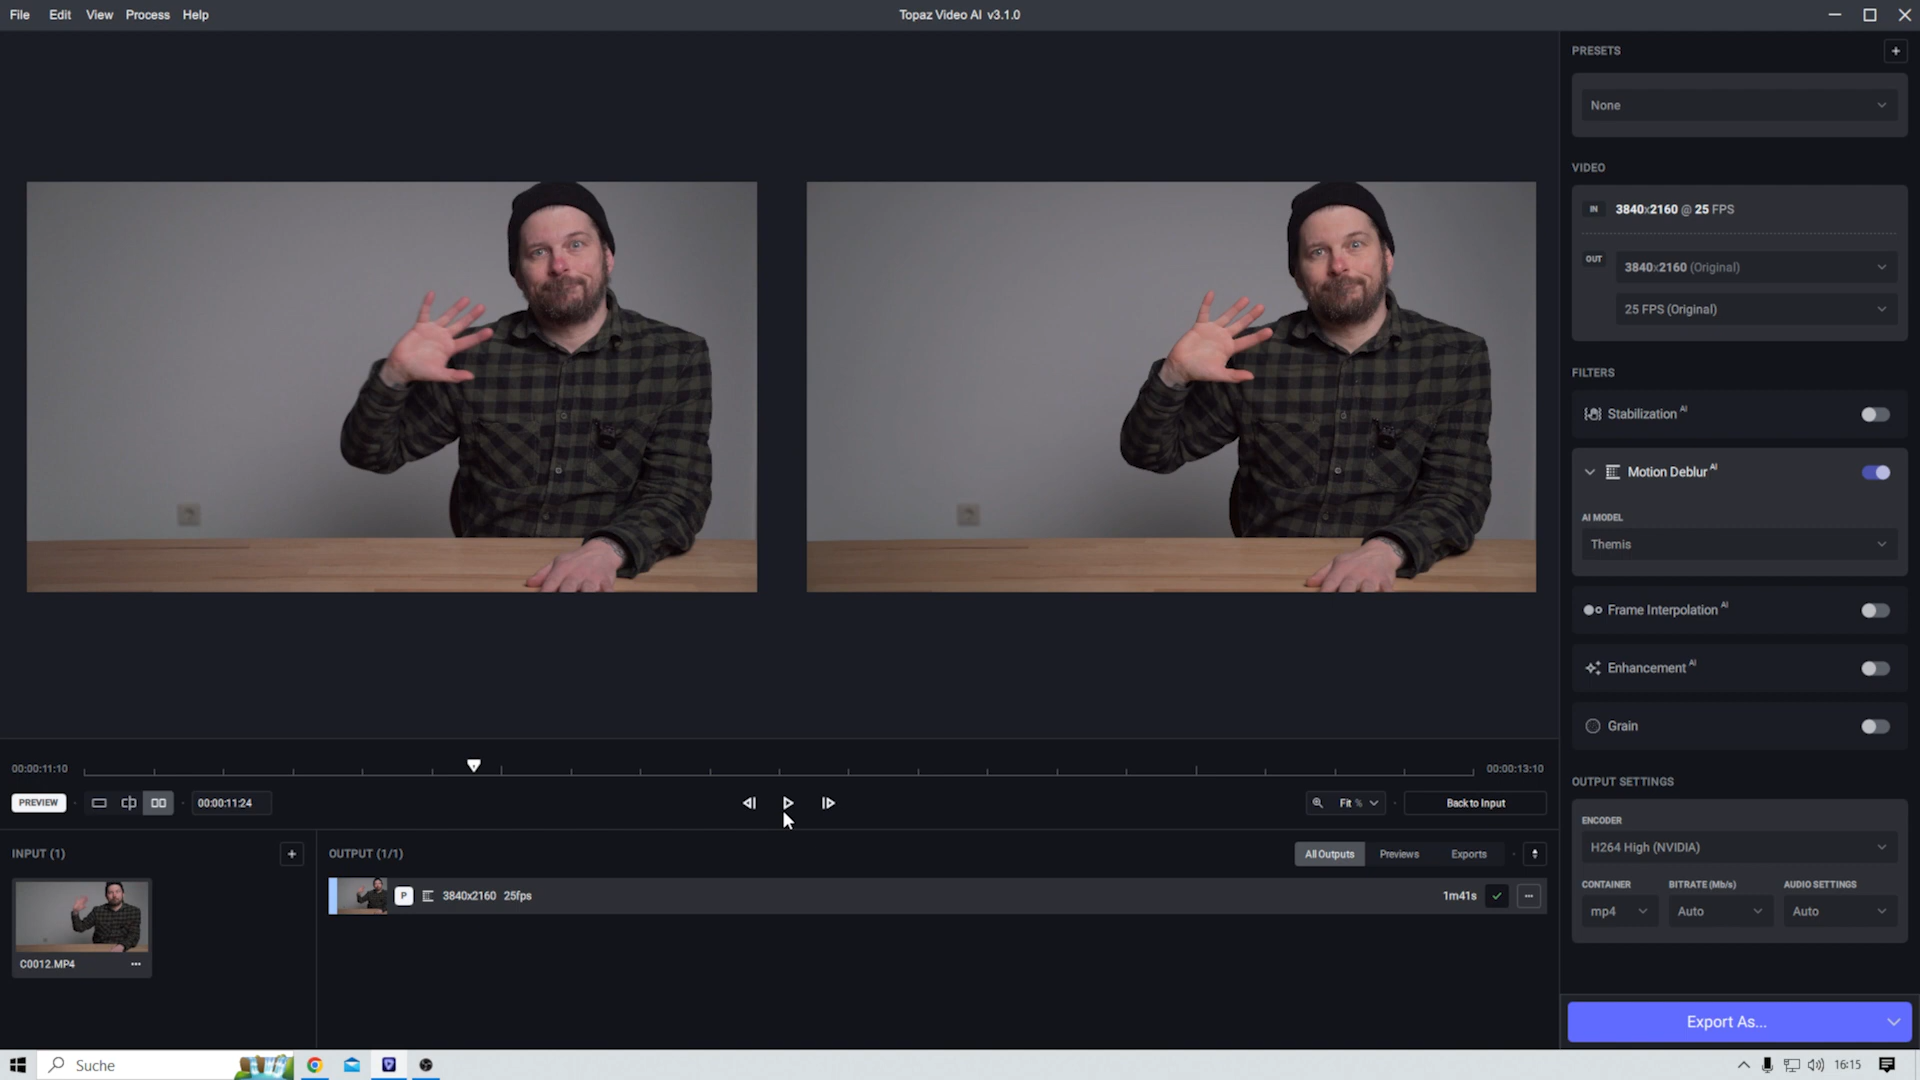 File Edit View Process Help
Topaz Video AI v3.1.0
PRESETS
None
VIDEO
IN 3840x2160 @ 25 FPS
OUT 3840x2160 (Original)
25 FPS (Original)
FILTERS
Stabilization AI
Motion Deblur AI
AI MODEL
Themis
Frame Interpolation AI
Enhancement AI
Grain
OUTPUT SETTINGS
ENCODER
H264 High (NVIDIA)
CONTAINER BITRATE (Mb/s) AUDIO SETTINGS
mp4 Auto Auto
Export As...
00:00:11:10 00:00:13:10
PREVIEW 00:00:11:24 Fit % Back to Input
INPUT (1) OUTPUT (1/1) All Outputs Previews Exports
P 3840x2160 25fps 1m41s
C0012.MP4
Suche
16:15